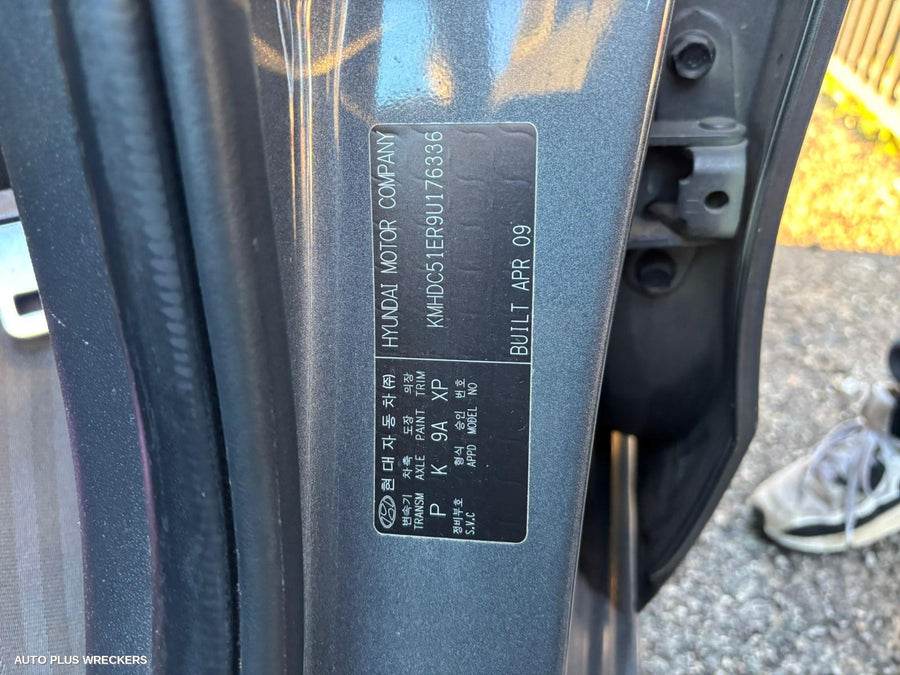 현대자동차(주) HYUNDAI MOTOR COMPANY
변속기 차축 도장 의장
TRANSM AXLE PAINT TRIM
P K 9A XP
KMHDC51ER9U176336
정비부호 형식 승인 번호
S.V.C APPD MODEL NO
BUILT APR 09
AUTO PLUS WRECKERS